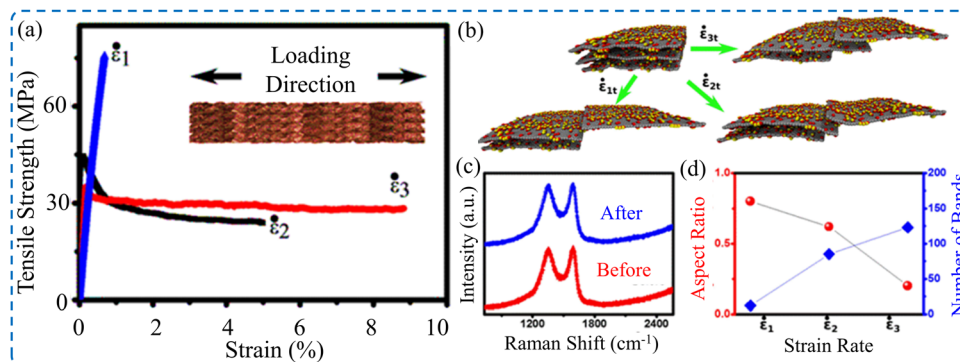 (a)
Tensile Strength (MPa)
60
30
0
ε̇₁
Loading
Direction
ε̇₃
ε̇₂
0 2 4 6 8 10
Strain (%)
(b)
ε̇₃ₜ
ε̇₁ₜ
ε̇₂ₜ
(c)
Intensity (a.u.)
After
Before
1200 1800 2400
Raman Shift (cm⁻¹)
(d)
Aspect Ratio
1.0
0.5
0.0
200
150
100
50
0
Number of Bands
ε̇₁ ε̇₂ ε̇₃
Strain Rate